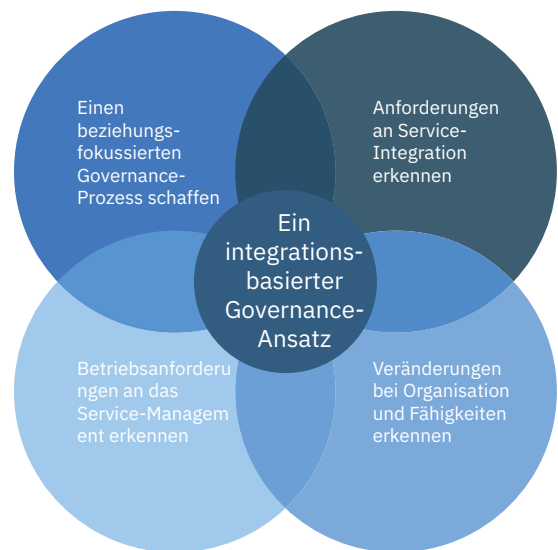 Einen
beziehungs-
fokussierten
Governance-
Prozess schaffen
Anforderungen
an Service-
Integration
erkennen
Ein
integrations-
basierter
Governance-
Ansatz
Betriebsanforderu
ngen an das
Service-Managem
ent erkennen
Veränderungen
bei Organisation
und Fähigkeiten
erkennen